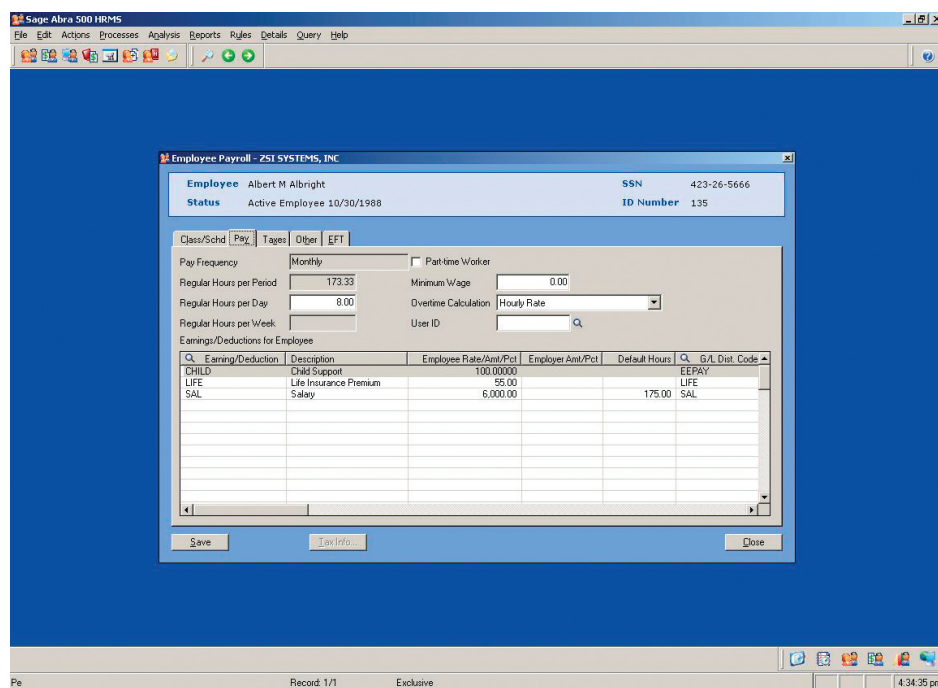 Sage Abra 500 HRMS
File Edit Actions Processes Analysis Reports Rules Details Query Help
Employee Payroll - ZSI SYSTEMS, INC
Employee Albert M Albright SSN 423-26-5666
Status Active Employee 10/30/1988 ID Number 135
Class/Schd Pay Taxes Other EFT
Pay Frequency Monthly Part-time Worker
Regular Hours per Period 173.33 Minimum Wage 0.00
Regular Hours per Day 8.00 Overtime Calculation Hourly Rate
Regular Hours per Week User ID
Earnings/Deductions for Employee
Earning/Deduction Description Employee Rate/Amt/Pct Employer Amt/Pct Default Hours G/L Dist. Code
CHILD Child Support 100.00000 EEPAY
LIFE Life Insurance Premium 55.00 LIFE
SAL Salary 6,000.00 175.00 SAL
Save Tax Info... Close
Pe Record: 1/1 Exclusive 4:34:35 pm